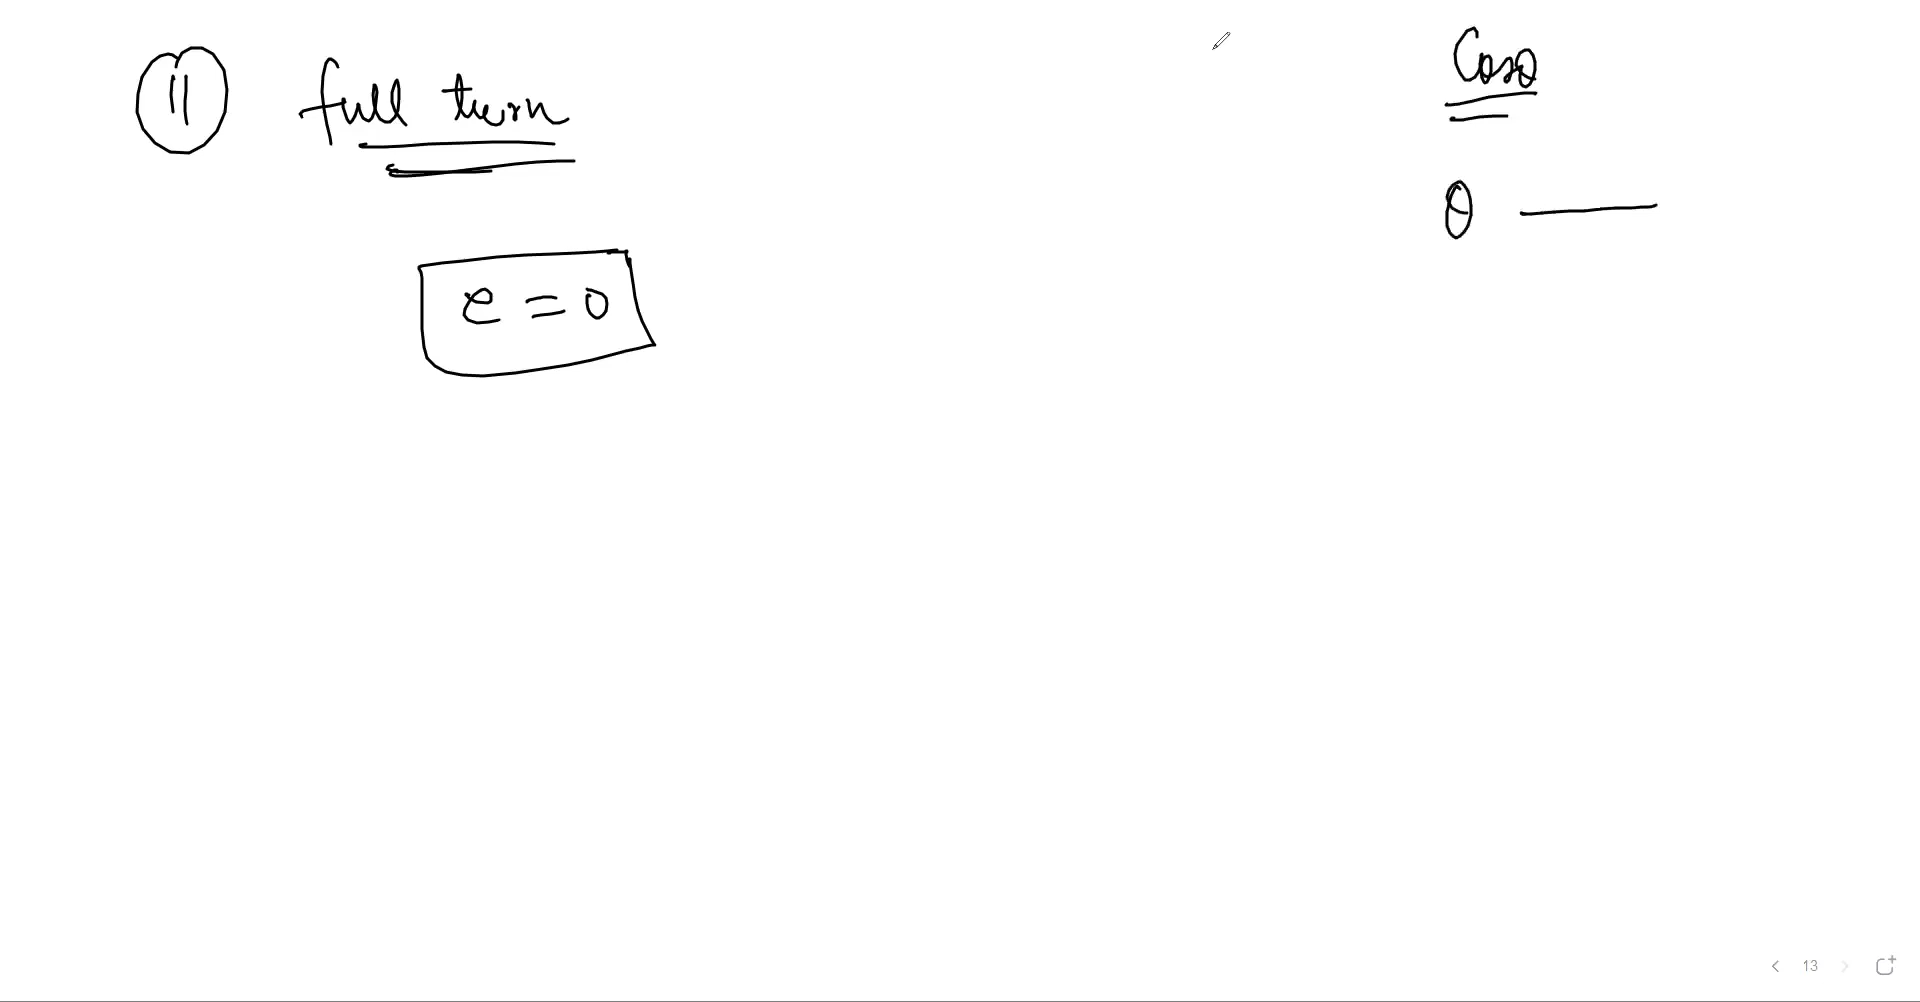 11 full turn
e = 0
Cosθ
θ —
13